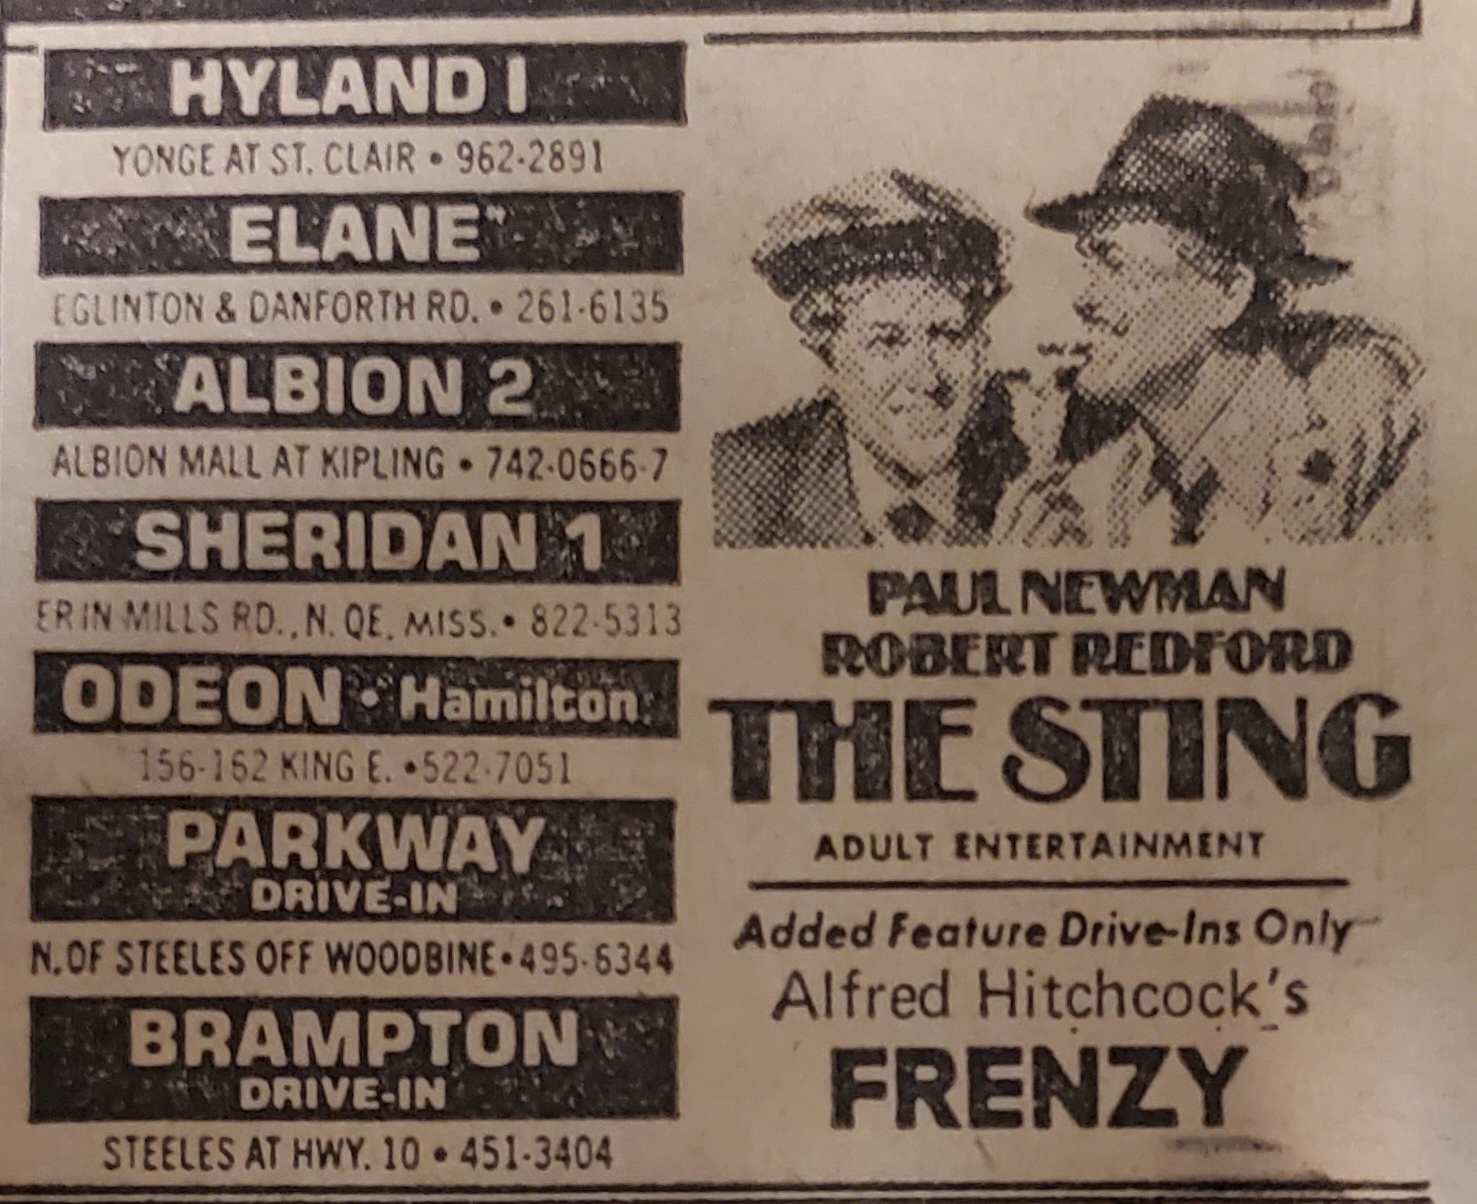 HYLAND 1
YONGE AT ST. CLAIR • 962-2891
ELANE
EGLINTON & DANFORTH RD. • 261-6135
ALBION 2
ALBION MALL AT KIPLING • 742-0666-7
SHERIDAN 1
ERIN MILLS RD., N. QE, MISS. • 822-5313
ODEON • Hamilton
156-162 KING E. • 522-7051
PARKWAY
DRIVE-IN
N. OF STEELES OFF WOODBINE • 495-6344
BRAMPTON
DRIVE-IN
STEELES AT HWY. 10 • 451-3404
PAUL NEWMAN
ROBERT REDFORD
THE STING
ADULT ENTERTAINMENT
Added Feature Drive-Ins Only
Alfred Hitchcock's
FRENZY